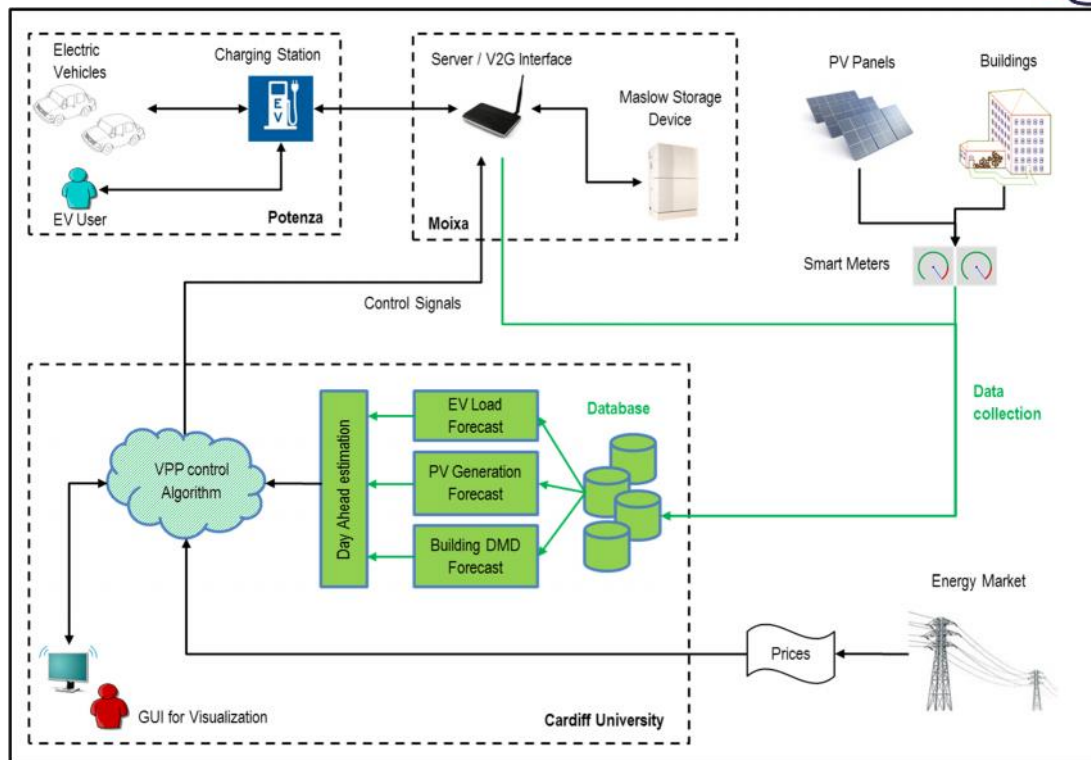 Electric
Vehicles
Charging Station
E V
EV User
Potenza
Server / V2G Interface
Maslow Storage
Device
Moixa
PV Panels
Buildings
Smart Meters
Control Signals
Data
collection
Database
EV Load
Forecast
PV Generation
Forecast
Building DMD
Forecast
Day Ahead estimation
VPP control
Algorithm
GUI for Visualization
Cardiff University
Prices
Energy Market